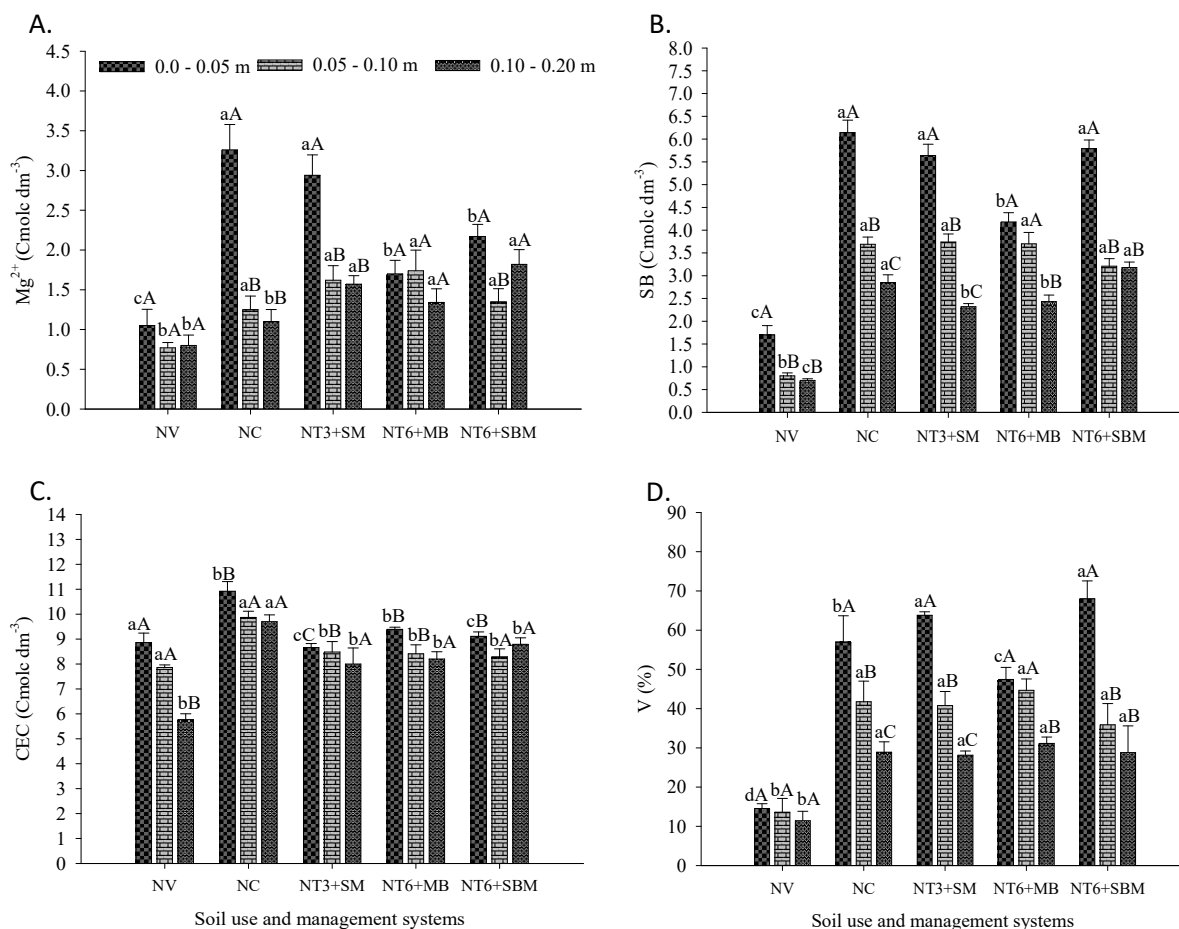 A.
4.5
4.0
3.5
3.0
2.5
2.0
1.5
1.0
0.5
0.0
Mg²⁺ (Cmolc dm⁻³)
0.0 - 0.05 m 0.05 - 0.10 m 0.10 - 0.20 m
cA bA bA
aA aB bB
aA aB aB
bA aA aA
bA aB aA
NV NC NT3+SM NT6+MB NT6+SBM
B.
8.0
7.5
7.0
6.5
6.0
5.5
5.0
4.5
4.0
3.5
3.0
2.5
2.0
1.5
1.0
0.5
0.0
SB (Cmolc dm⁻³)
cA bB cB
aA aB aC
aA aB bC
bA aA bB
aA aB aB
NV NC NT3+SM NT6+MB NT6+SBM
C.
14
13
12
11
10
9
8
7
6
5
4
3
2
1
0
CEC (Cmolc dm⁻³)
aA aA bB
bB aA aA
cC bB bA
bB bB bA
cB bA bA
NV NC NT3+SM NT6+MB NT6+SBM
Soil use and management systems
D.
90
80
70
60
50
40
30
20
10
0
V (%)
dA bA bA
bA aB aC
aA aB aC
cA aA aB
aA aB aB
NV NC NT3+SM NT6+MB NT6+SBM
Soil use and management systems